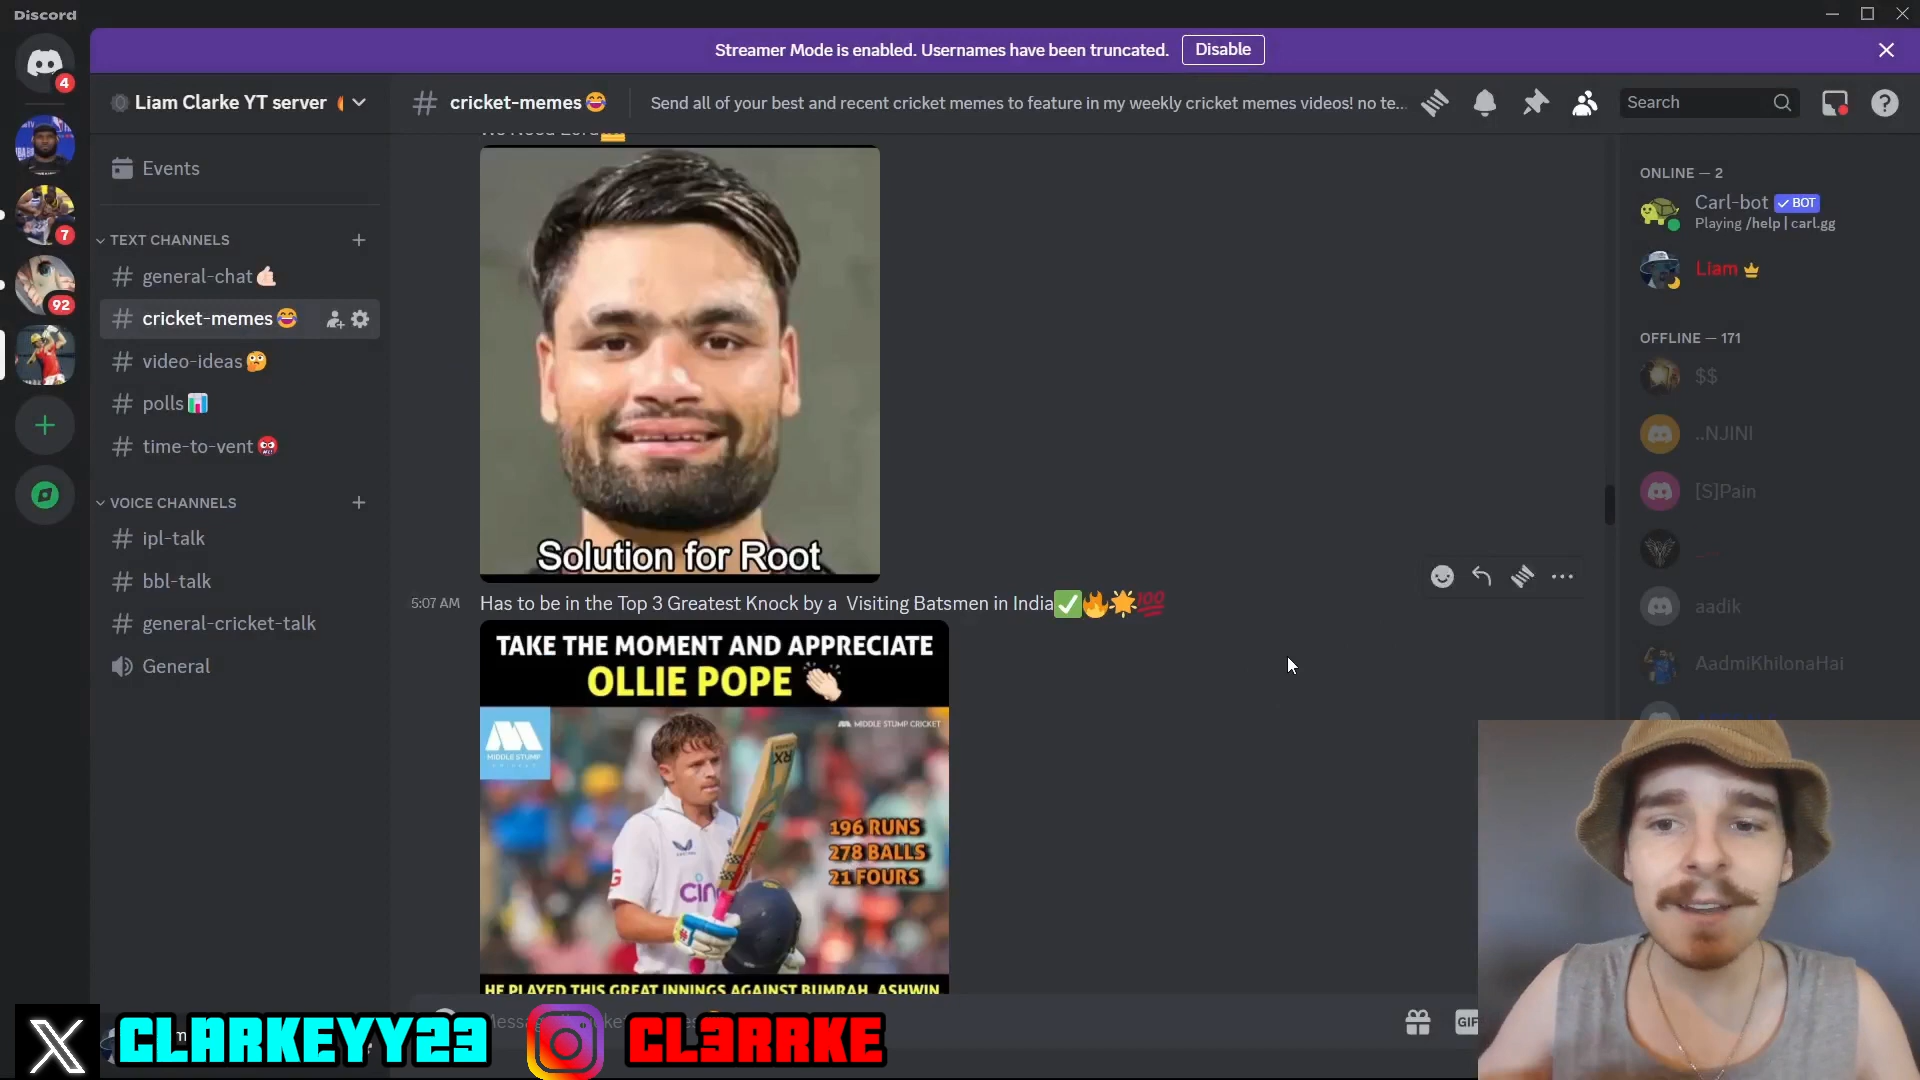 Discord
Streamer Mode is enabled. Usernames have been truncated. Disable
4
7
92
Liam Clarke YT server
Events
TEXT CHANNELS
general-chat🤙🏻
cricket-memes😂
video-ideas🤔
polls📊
time-to-vent🤬
VOICE CHANNELS
ipl-talk
bbl-talk
general-cricket-talk
General
cricket-memes😂
Send all of your best and recent cricket memes to feature in my weekly cricket memes videos! no te...
Search
Solution for Root
5:07 AM Has to be in the Top 3 Greatest Knock by a Visiting Batsmen in India✅🔥🌟💯
TAKE THE MOMENT AND APPRECIATE
OLLIE POPE 👏🏻
MIDDLE STUMP
MIDDLE STUMP CRICKET
196 RUNS
278 BALLS
21 FOURS
HE PLAYED THIS GREAT INNINGS AGAINST BUMRAH, ASHWIN
GIF
ONLINE — 2
Carl-bot ✓ BOT
Playing /help | carl.gg
Liam
OFFLINE — 171
$$
..NJINI
[S]Pain
aadik
AadmiKhilonaHai
CLARKEYY23
CL3RRKE